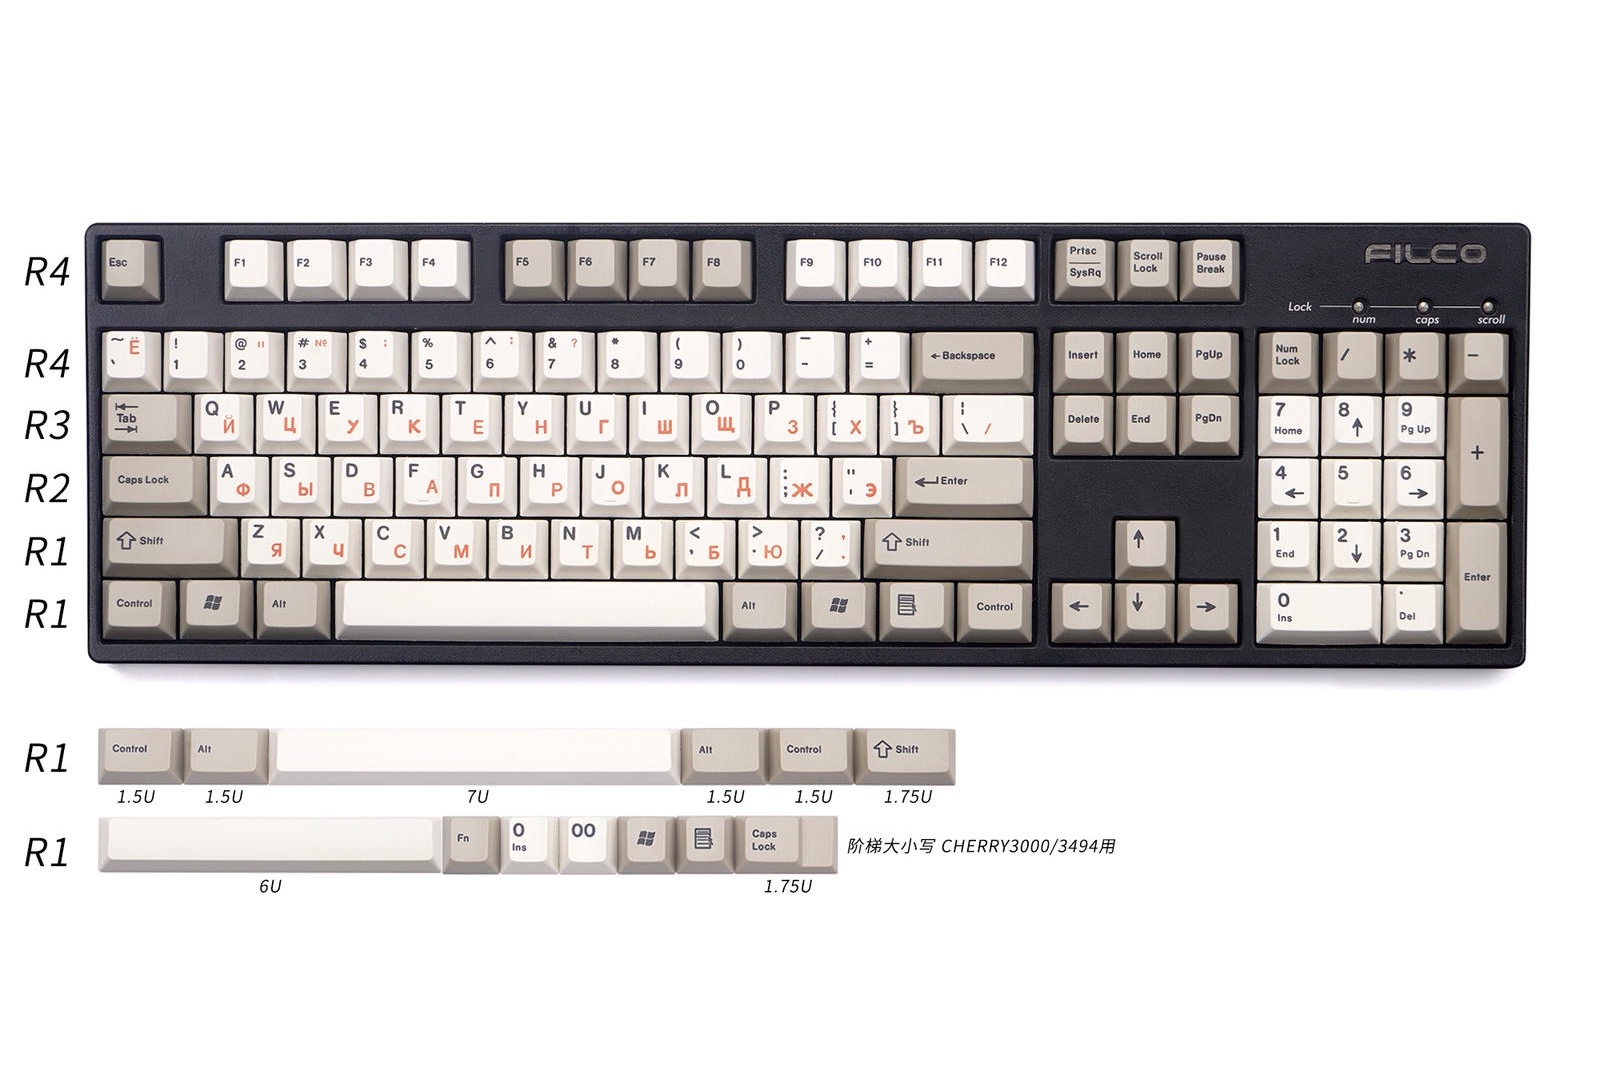 FILCO
R4 Esc F1 F2 F3 F4 F5 F6 F7 F8 F9 F10 F11 F12 Prtsc SysRq Scroll Lock Pause Break
Lock num caps scroll
R4 ~ ` Ё ! 1 @ " 2 # № 3 $ ; 4 % 5 ^ : 6 & ? 7 * 8 ( 9 ) 0 _ - + = ←Backspace Insert Home PgUp Num Lock / * -
R3 Tab Q Й W Ц E У R К T Е Y Н U Г I Ш O Щ P З { [ Х } ] Ъ ¦ \ / Delete End PgDn 7 Home 8 ↑ 9 Pg Up +
R2 Caps Lock A Ф S Ы D В F А G П H Р J О K Л L Д : ; Ж " ' Э Enter 4 ← 5 6 →
R1 Shift Z Я X Ч C С V М B И N Т M Ь < , Б > . Ю ? / , . Shift ↑ 1 End 2 ↓ 3 Pg Dn Enter
R1 Control Alt Alt Control ← ↓ → 0 Ins . Del
R1 Control Alt Alt Control Shift
1.5U 1.5U 7U 1.5U 1.5U 1.75U
R1 Fn 0 Ins 00 Caps Lock 阶梯大小写 CHERRY3000/3494用
6U 1.75U